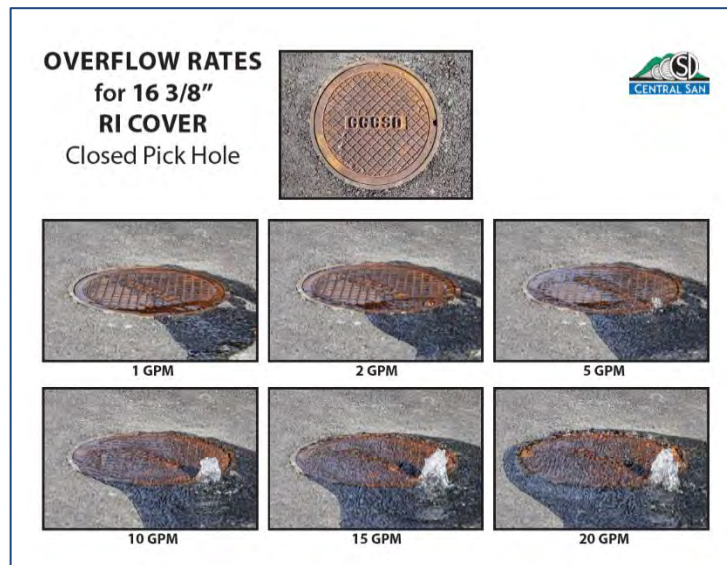 OVERFLOW RATES
for 16 3/8”
RI COVER
Closed Pick Hole
CCCSD
CENTRAL SAN
1 GPM
2 GPM
5 GPM
10 GPM
15 GPM
20 GPM